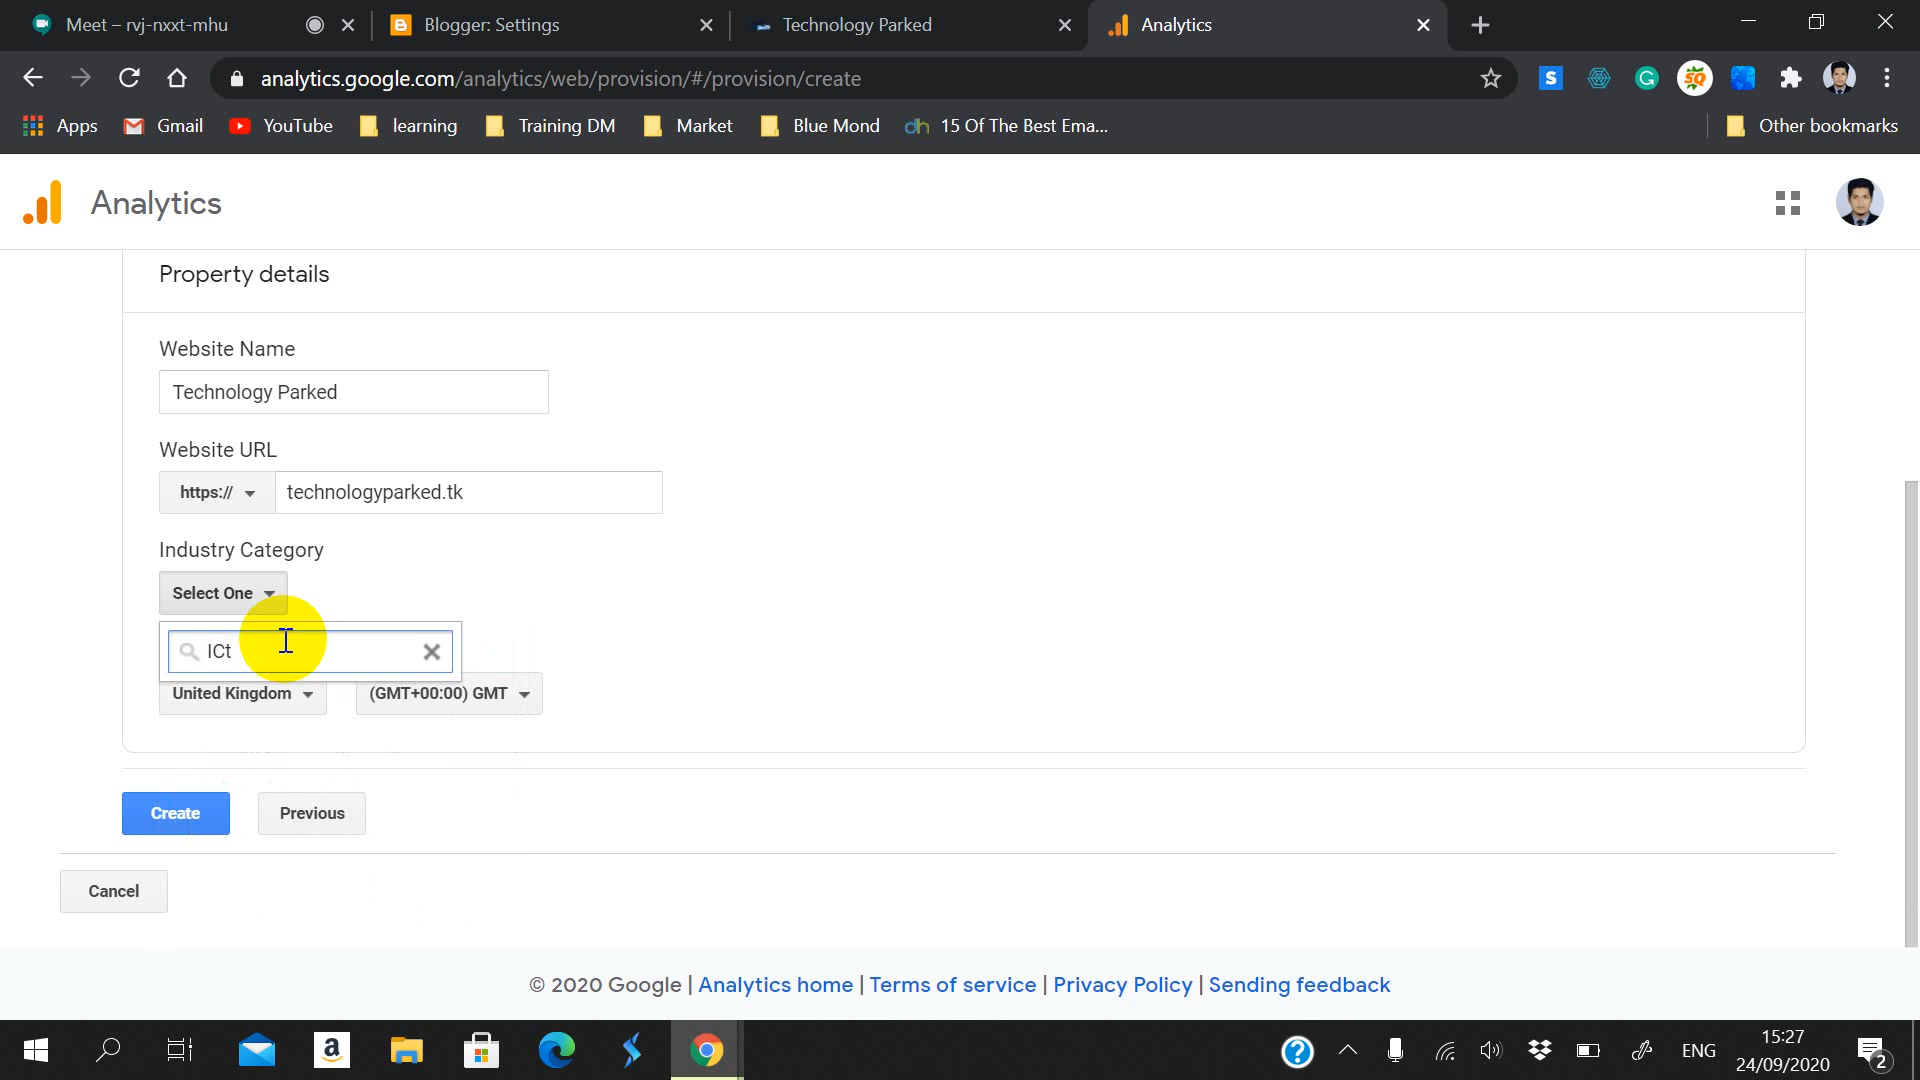 Meet – rvj-nxxt-mhu
Blogger: Settings
Technology Parked
Analytics
analytics.google.com/analytics/web/provision/#/provision/create
Apps
Gmail
YouTube
learning
Training DM
Market
Blue Mond
dh 15 Of The Best Ema...
Other bookmarks
Analytics
Property details
Website Name
Technology Parked
Website URL
https://
technologyparked.tk
Industry Category
Select One
ICt
United Kingdom
(GMT+00:00) GMT
Create
Previous
Cancel
© 2020 Google | Analytics home | Terms of service | Privacy Policy | Sending feedback
ENG
15:27
24/09/2020
2